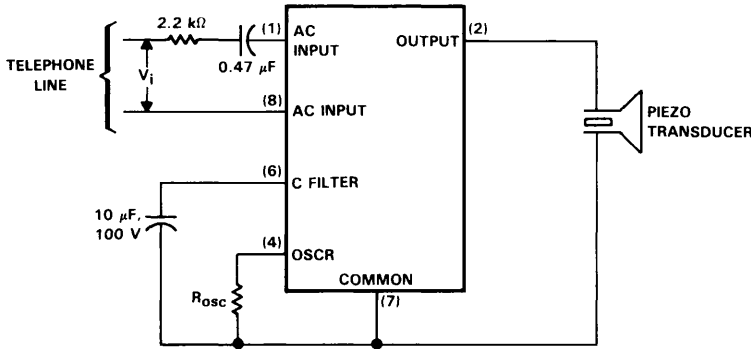 2.2 kΩ
(1)
AC
INPUT
0.47 μF
OUTPUT
(2)
TELEPHONE
LINE
Vi
(8)
AC INPUT
PIEZO
TRANSDUCER
(6)
C FILTER
10 μF,
100 V
(4)
OSCR
ROSC
COMMON
(7)